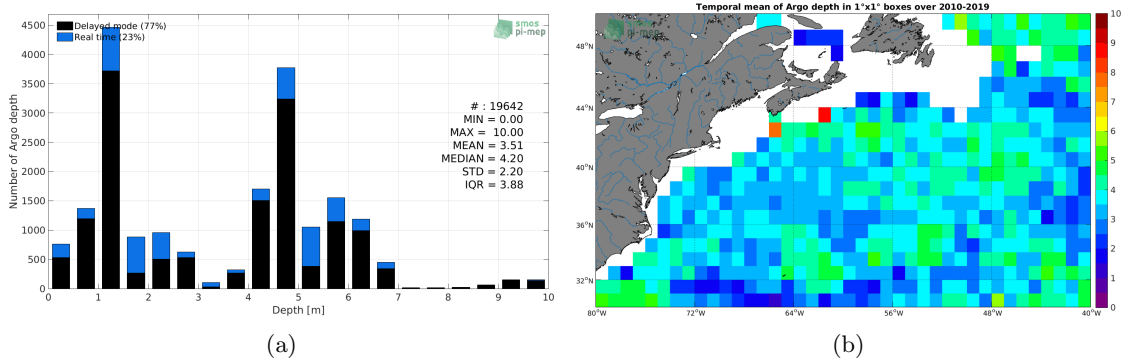 Delayed mode (77%)
Real time (23%)
smos
pi-mep
# : 19642
MIN = 0.00
MAX = 10.00
MEAN = 3.51
MEDIAN = 4.20
STD = 2.20
IQR = 3.88
Number of Argo depth
4500
4000
3500
3000
2500
2000
1500
1000
500
0
0 1 2 3 4 5 6 7 8 9 10
Depth [m]
(a)
Temporal mean of Argo depth in 1°x1° boxes over 2010-2019
smos
pi-mep
48°N
44°N
40°N
36°N
32°N
80°W 72°W 64°W 56°W 48°W 40°W
10
9
8
7
6
5
4
3
2
1
0
(b)